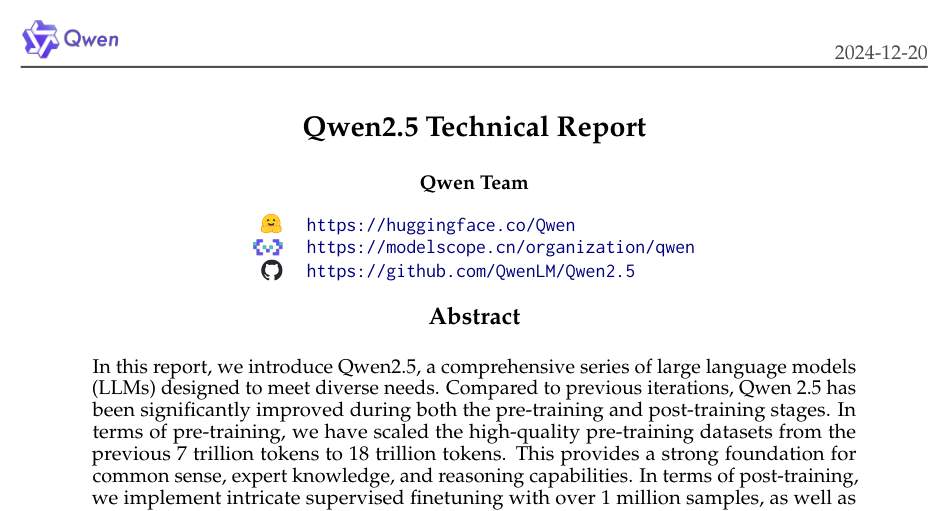 Qwen
2024-12-20
Qwen2.5 Technical Report
Qwen Team
https://huggingface.co/Qwen
https://modelscope.cn/organization/qwen
https://github.com/QwenLM/Qwen2.5
Abstract
In this report, we introduce Qwen2.5, a comprehensive series of large language models
(LLMs) designed to meet diverse needs. Compared to previous iterations, Qwen 2.5 has
been significantly improved during both the pre-training and post-training stages. In
terms of pre-training, we have scaled the high-quality pre-training datasets from the
previous 7 trillion tokens to 18 trillion tokens. This provides a strong foundation for
common sense, expert knowledge, and reasoning capabilities. In terms of post-training,
we implement intricate supervised finetuning with over 1 million samples, as well as